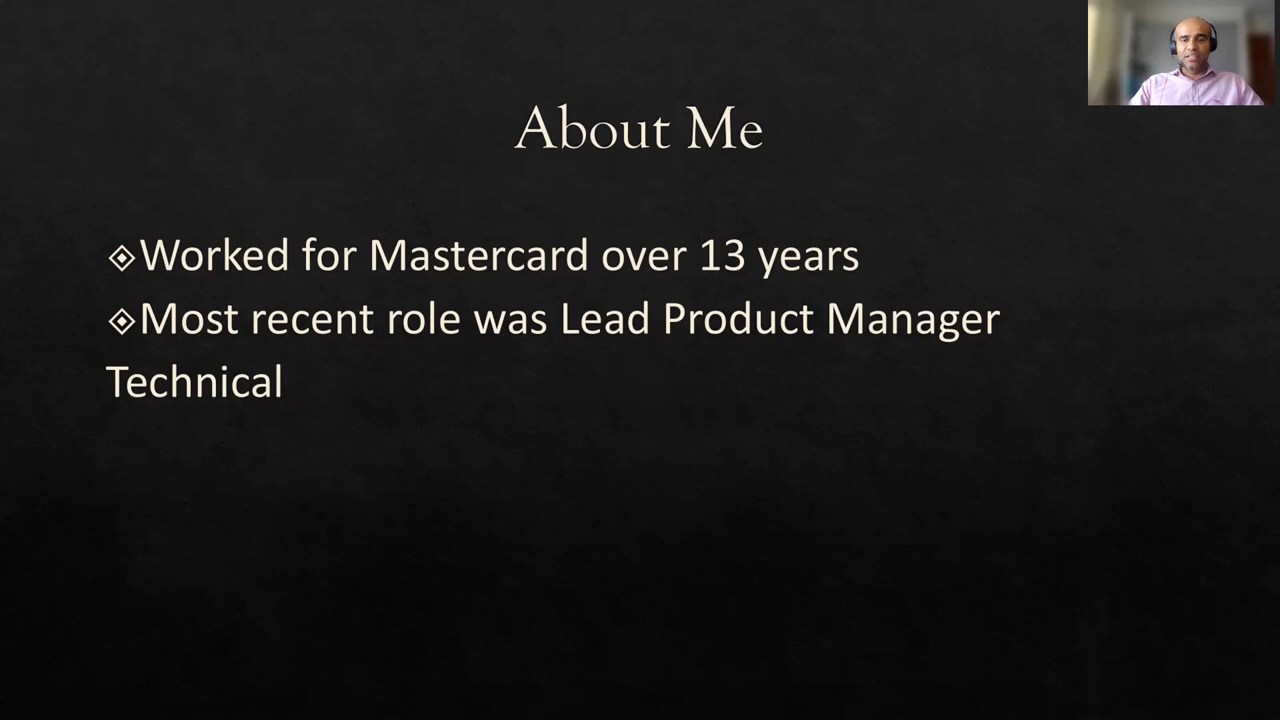 About Me
Worked for Mastercard over 13 years
Most recent role was Lead Product Manager
Technical